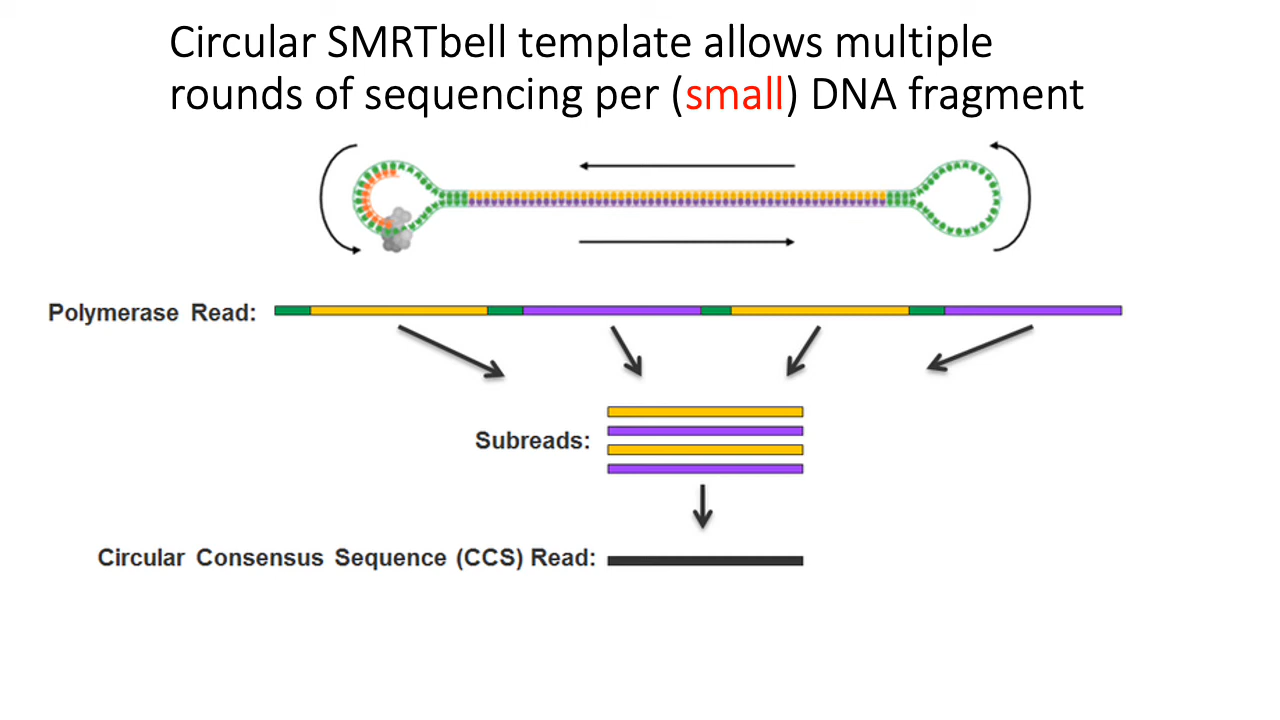 Circular SMRTbell template allows multiple
rounds of sequencing per (small) DNA fragment
Polymerase Read:
Subreads:
Circular Consensus Sequence (CCS) Read: